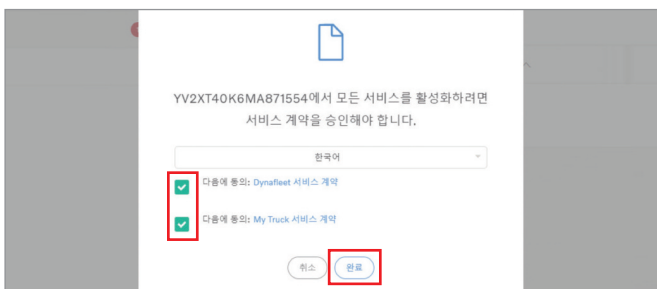 YV2XT40K6MA871554에서 모든 서비스를 활성화하려면
서비스 계약을 승인해야 합니다.
한국어
다음에 동의: Dynafleet 서비스 계약
다음에 동의: My Truck 서비스 계약
취소 완료